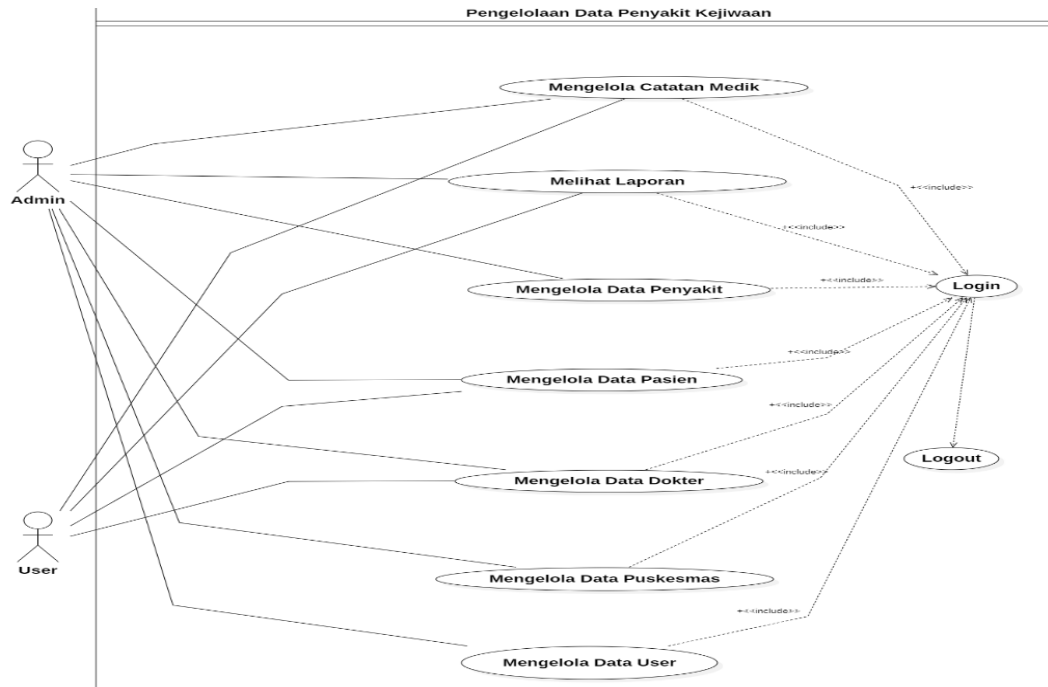 Pengelolaan Data Penyakit Kejiwaan
Mengelola Catatan Medik
Melihat Laporan
Admin
+<<include>>
+<<include>>
+<<include>>
Mengelola Data Penyakit
Login
+<<include>>
Mengelola Data Pasien
+<<include>>
Logout
+<<include>>
Mengelola Data Dokter
User
Mengelola Data Puskesmas
+<<include>>
Mengelola Data User